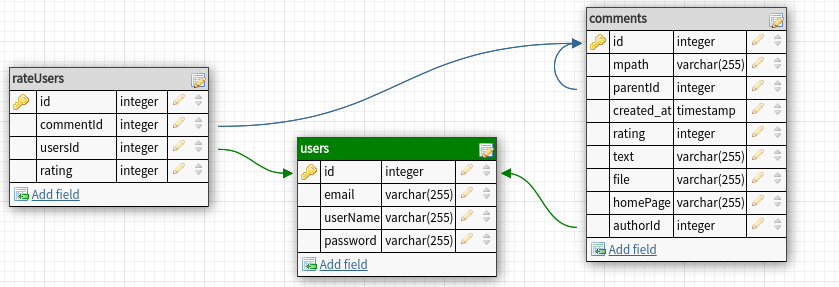 rateUsers
id integer
commentId integer
usersId integer
rating integer
Add field
users
id integer
email varchar(255)
userName varchar(255)
password varchar(255)
Add field
comments
id integer
mpath varchar(255)
parentId integer
created_at timestamp
rating integer
text varchar(255)
file varchar(255)
homePage varchar(255)
authorId integer
Add field